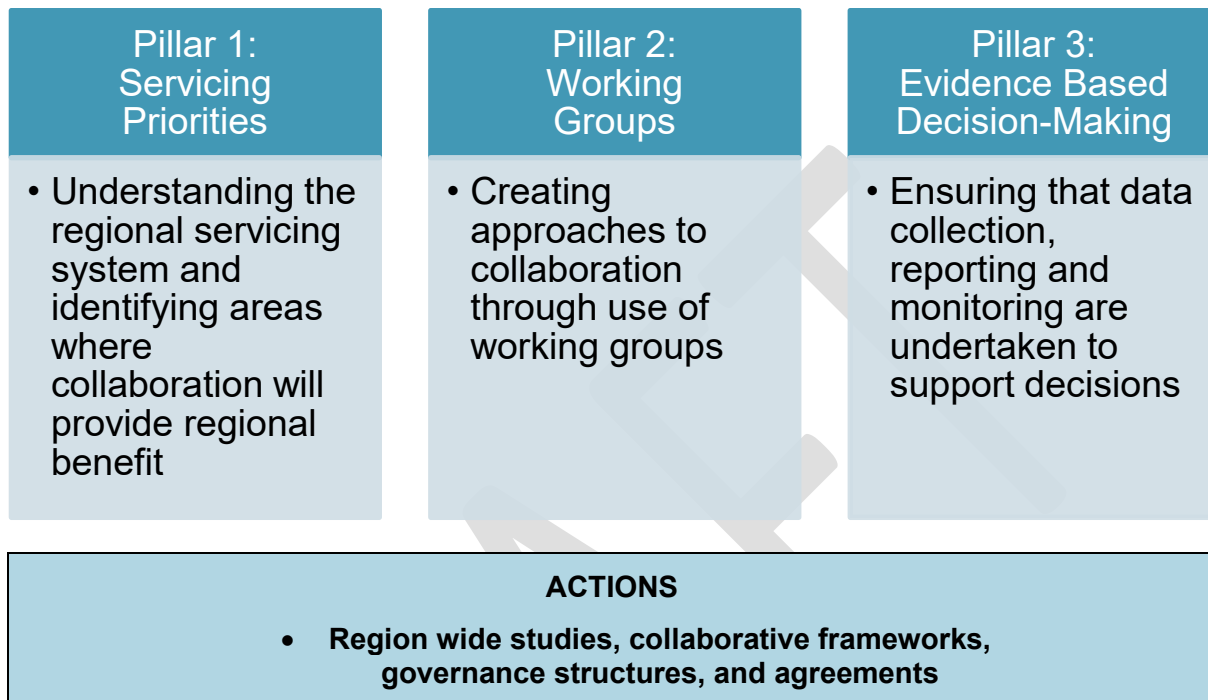 Pillar 1:
Servicing
Priorities
• Understanding the
regional servicing
system and
identifying areas
where
collaboration will
provide regional
benefit
Pillar 2:
Working
Groups
• Creating
approaches to
collaboration
through use of
working groups
Pillar 3:
Evidence Based
Decision-Making
• Ensuring that data
collection,
reporting and
monitoring are
undertaken to
support decisions
ACTIONS
• Region wide studies, collaborative frameworks,
governance structures, and agreements